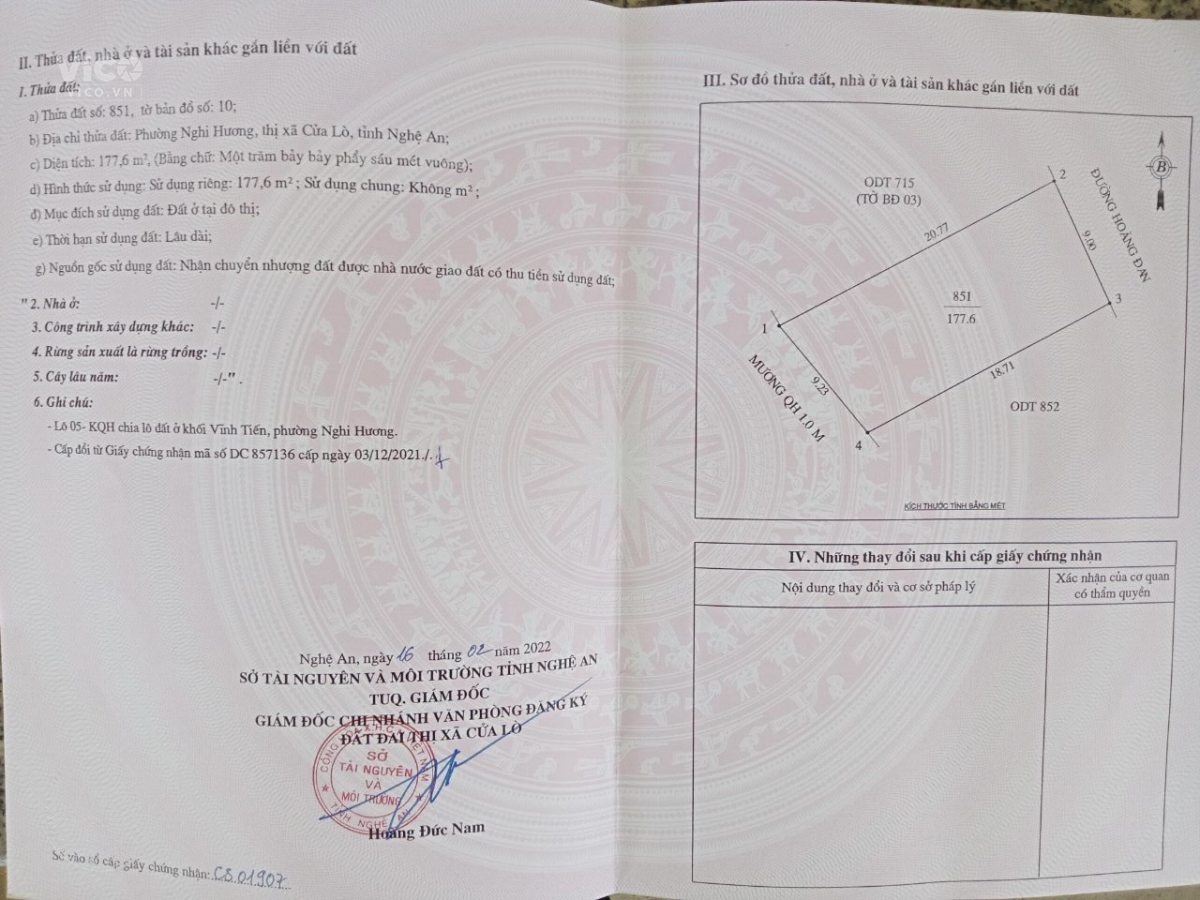 II. Thửa đất, nhà ở và tài sản khác gắn liền với đất
VICO
VICO.VN
1. Thửa đất:
a) Thửa đất số: 851, tờ bản đồ số: 10;
b) Địa chỉ thửa đất: Phường Nghi Hương, thị xã Cửa Lò, tỉnh Nghệ An;
c) Diện tích: 177,6 m², (Bằng chữ: Một trăm bảy bảy phẩy sáu mét vuông);
d) Hình thức sử dụng: Sử dụng riêng: 177,6 m² ; Sử dụng chung: Không m² ;
đ) Mục đích sử dụng đất: Đất ở tại đô thị;
e) Thời hạn sử dụng đất: Lâu dài;
g) Nguồn gốc sử dụng đất: Nhận chuyển nhượng đất được nhà nước giao đất có thu tiền sử dụng đất;
" 2. Nhà ở: -/-
3. Công trình xây dựng khác: -/-
4. Rừng sản xuất là rừng trồng: -/-
5. Cây lâu năm: -/-" .
6. Ghi chú:
- Lô 05- KQH chia lô đất ở khối Vĩnh Tiến, phường Nghi Hương.
- Cấp đổi từ Giấy chứng nhận mã số DC 857136 cấp ngày 03/12/2021./.
Nghệ An, ngày 16 tháng 02 năm 2022
SỞ TÀI NGUYÊN VÀ MÔI TRƯỜNG TỈNH NGHỆ AN
TUQ. GIÁM ĐỐC
GIÁM ĐỐC CHI NHÁNH VĂN PHÒNG ĐĂNG KÝ
ĐẤT ĐAI THỊ XÃ CỬA LÒ
CỘNG HÒA X.H.C.N VIỆT NAM
SỞ
TÀI NGUYÊN
VÀ
MÔI TRƯỜNG
TỈNH NGHỆ AN
Hoàng Đức Nam
Số vào sổ cấp giấy chứng nhận: CS 01907
III. Sơ đồ thửa đất, nhà ở và tài sản khác gắn liền với đất
B
ODT 715
(TỜ BĐ 03)
2
ĐƯỜNG HOÀNG ĐAN
20.77
9.00
851
177.6
3
1
MƯƠNG QH 1.0 M
9.23
18.71
ODT 852
4
KÍCH THƯỚC TÍNH BẰNG MÉT
IV. Những thay đổi sau khi cấp giấy chứng nhận
Nội dung thay đổi và cơ sở pháp lý
Xác nhận của cơ quan
có thẩm quyền